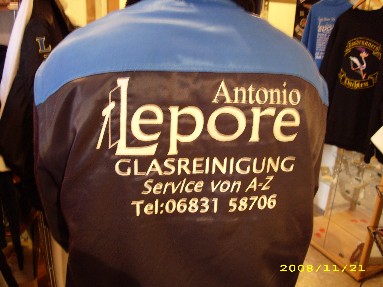 Antonio
Lepore
GLASREINIGUNG
Service von A-Z
Tel:06831 58706
2008/11/21